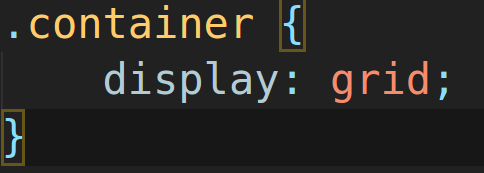 .container {
    display: grid;
}